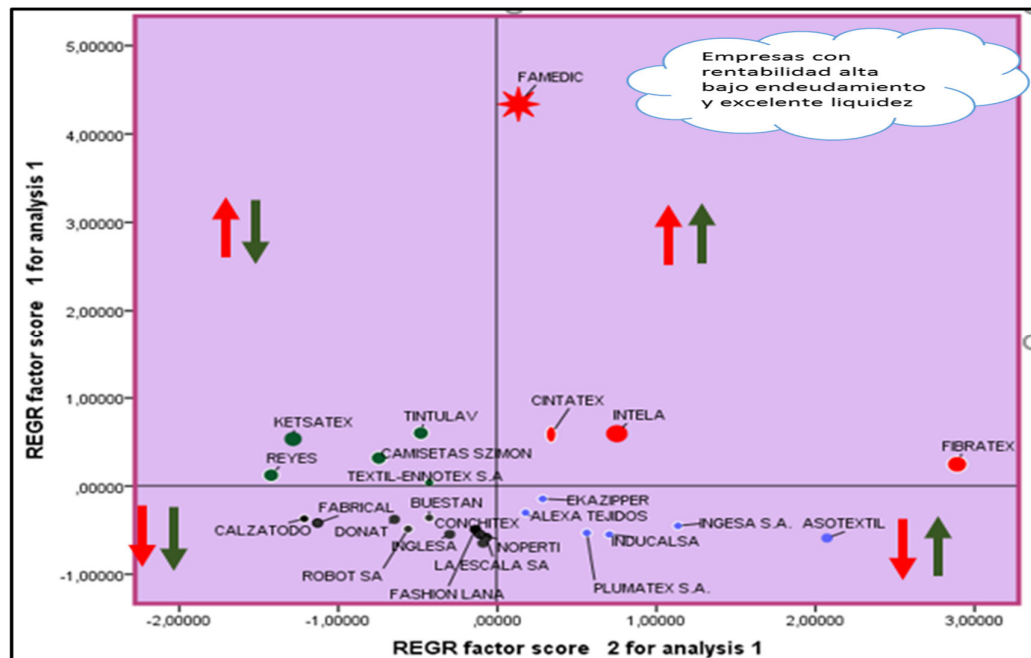 Empresas con
rentabilidad alta
bajo endeudamiento
y excelente liquidez
FAMEDIC
REGR factor score 1 for analysis 1
5,00000
4,00000
3,00000
2,00000
1,00000
,00000
-1,00000
CINTATEX
INTELA
FIBRATEX
KETSATEX
TINTULAV
REYES
CAMISETAS SZIMON
TEXTIL-ENNOTEX S.A
CALZATODO
FABRICAL
DONAT
BUESTAN
ROBOT SA
INGLESA
CONCHITEX
NOPERTI
LA ESCALA SA
FASHION LANA
EKAZIPPER
ALEXA TEJIDOS
INDUCALSA
INGESA S.A.
ASOTEXTIL
PLUMATEX S.A.
-2,00000
-1,00000
,00000
1,00000
2,00000
3,00000
REGR factor score 2 for analysis 1